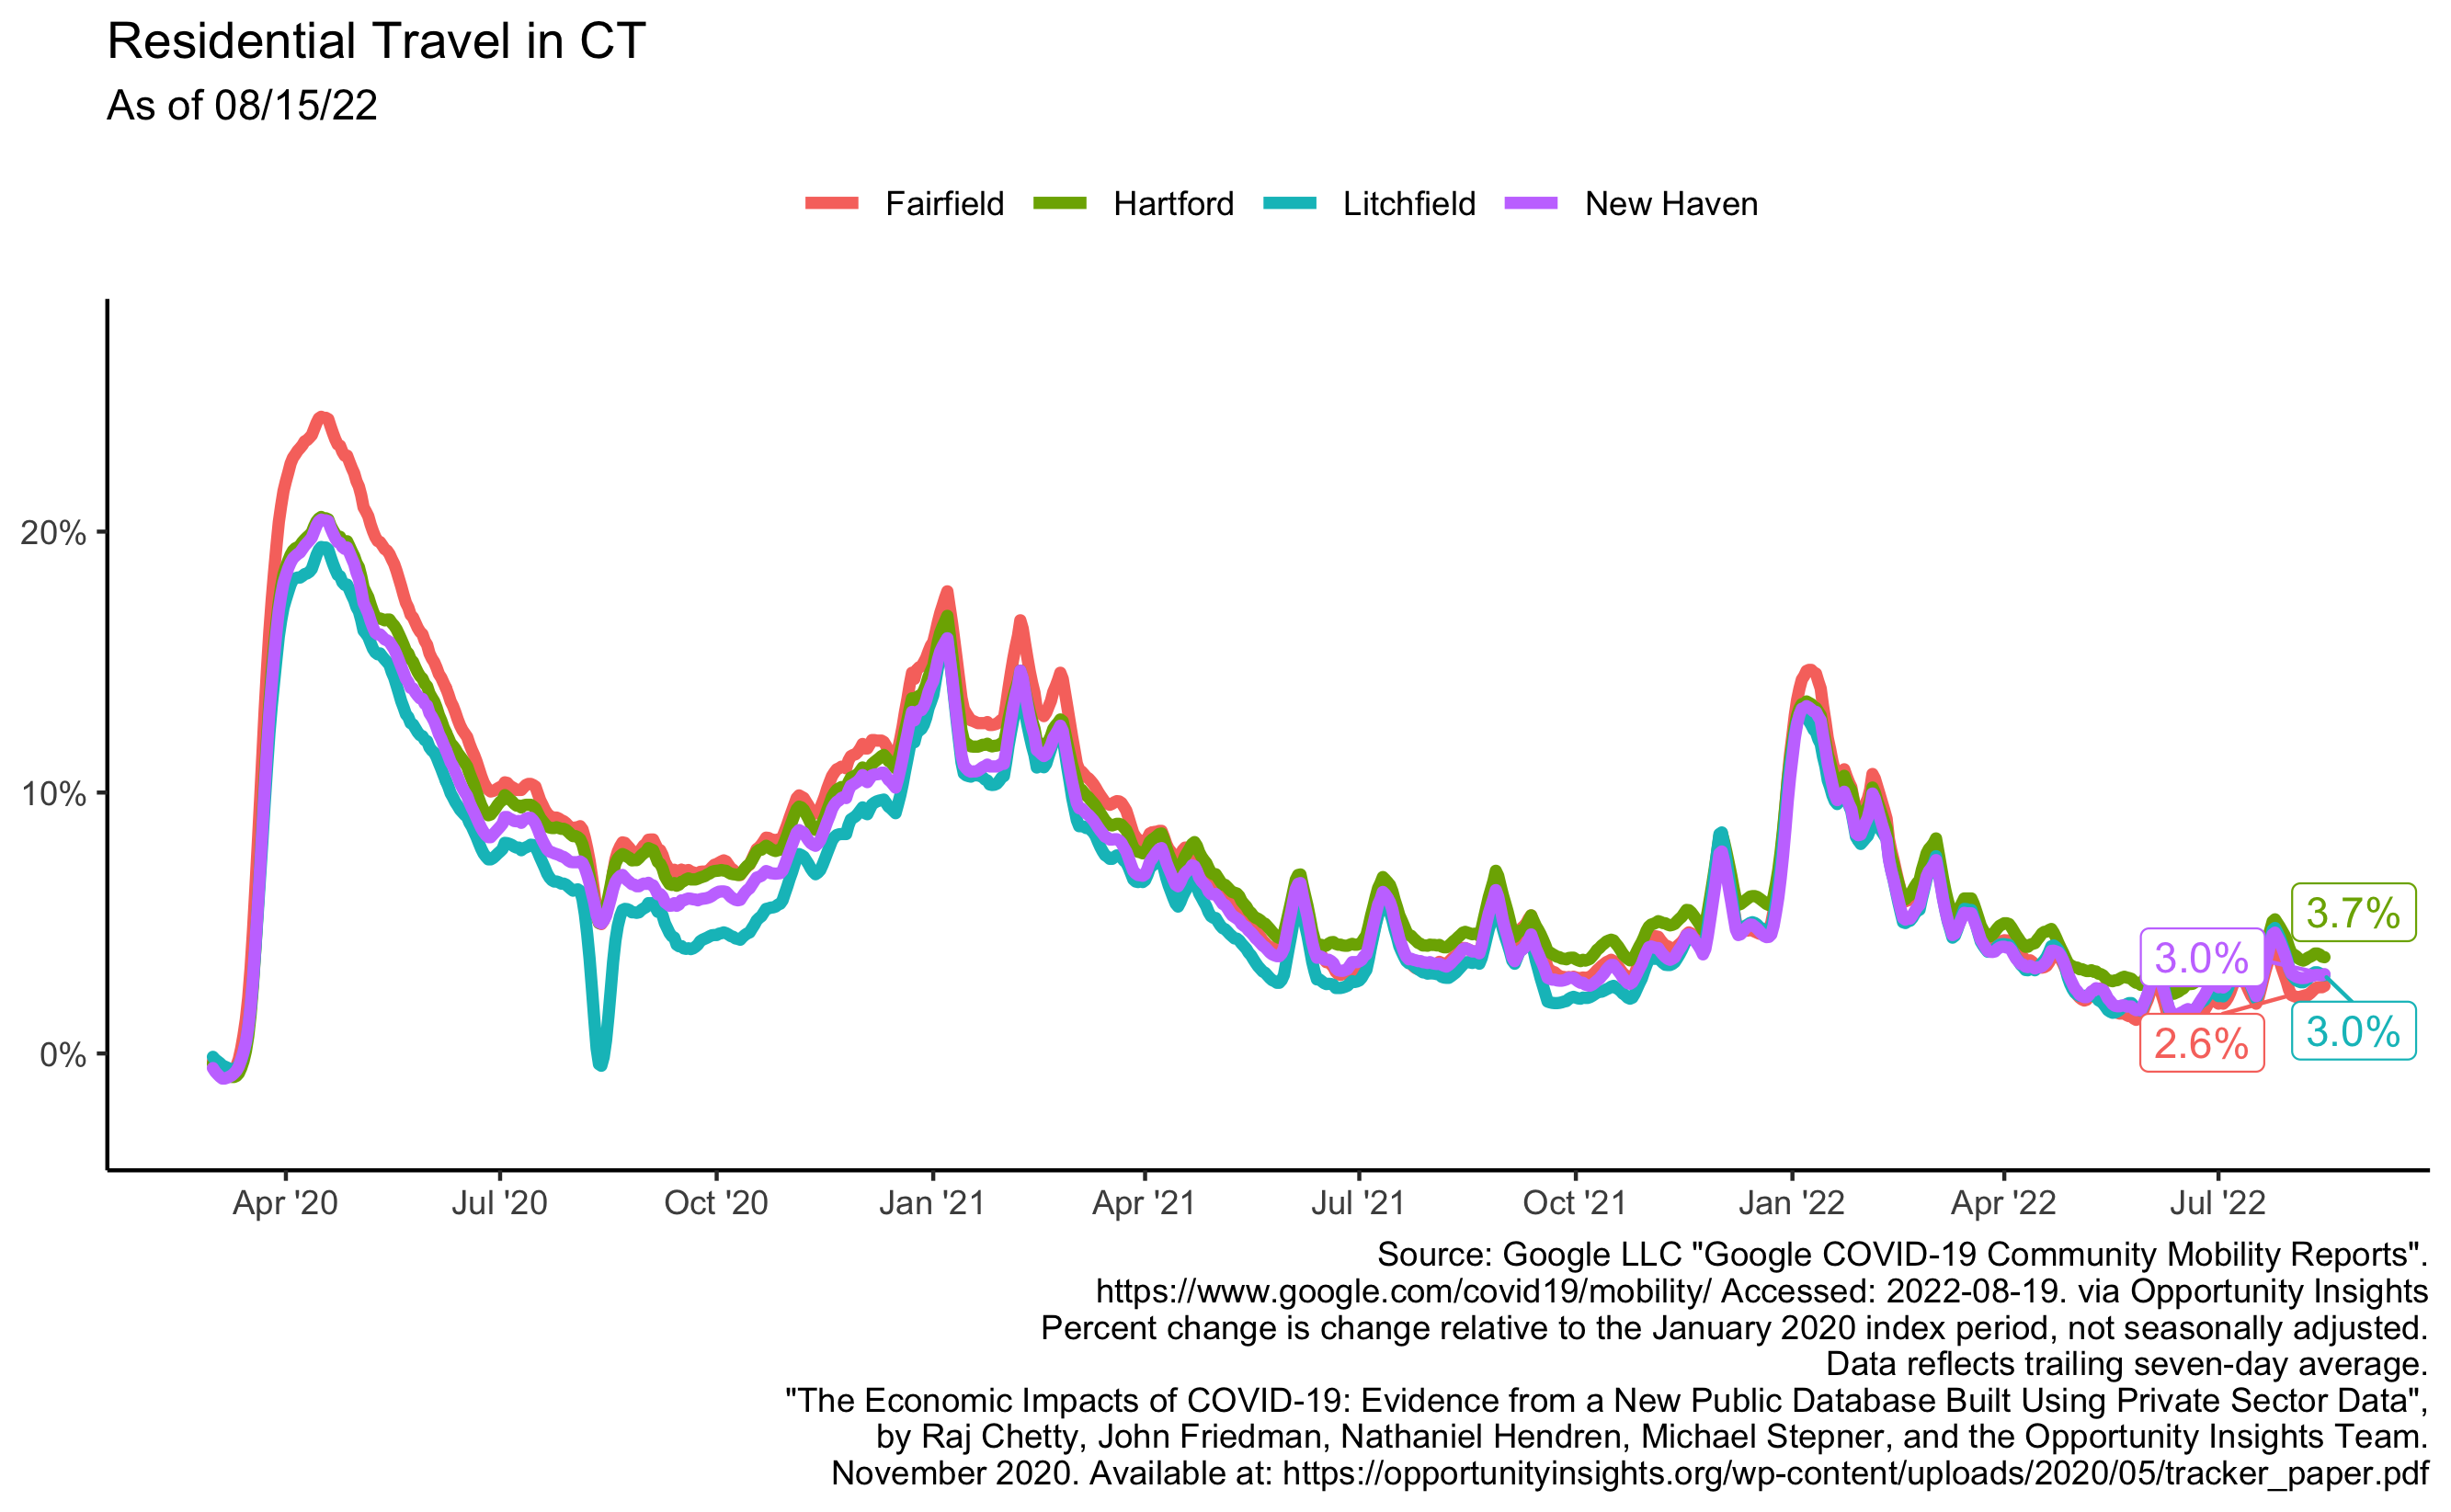 Residential Travel in CT
As of 08/15/22
Fairfield Hartford Litchfield New Haven
20%
10%
0%
3.7%
3.0%
3.0%
2.6%
Apr '20 Jul '20 Oct '20 Jan '21 Apr '21 Jul '21 Oct '21 Jan '22 Apr '22 Jul '22
Source: Google LLC "Google COVID-19 Community Mobility Reports".
https://www.google.com/covid19/mobility/ Accessed: 2022-08-19. via Opportunity Insights
Percent change is change relative to the January 2020 index period, not seasonally adjusted.
Data reflects trailing seven-day average.
"The Economic Impacts of COVID-19: Evidence from a New Public Database Built Using Private Sector Data",
by Raj Chetty, John Friedman, Nathaniel Hendren, Michael Stepner, and the Opportunity Insights Team.
November 2020. Available at: https://opportunityinsights.org/wp-content/uploads/2020/05/tracker_paper.pdf